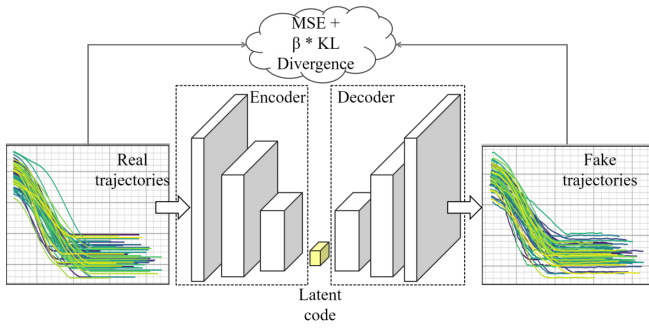 MSE +
β * KL
Divergence
Encoder
Decoder
Real
trajectories
Fake
trajectories
Latent
code